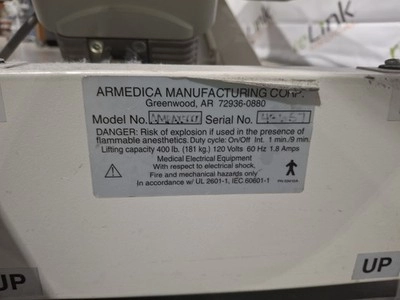 ARMEDICA MANUFACTURING CORP.
Greenwood, AR 72936-0880
Model No. Serial No.
DANGER: Risk of explosion if used in the presence of
flammable anesthetics. Duty cycle: On/Off Int. 1 min./9 min.
Lifting capacity 400 lb. (181 kg.) 120 Volts 60 Hz 1.8 Amps
Medical Electrical Equipment
With respect to electrical shock,
Fire and mechanical hazards only
In accordance w/ UL 2601-1, IEC 60601-1
UP
UP